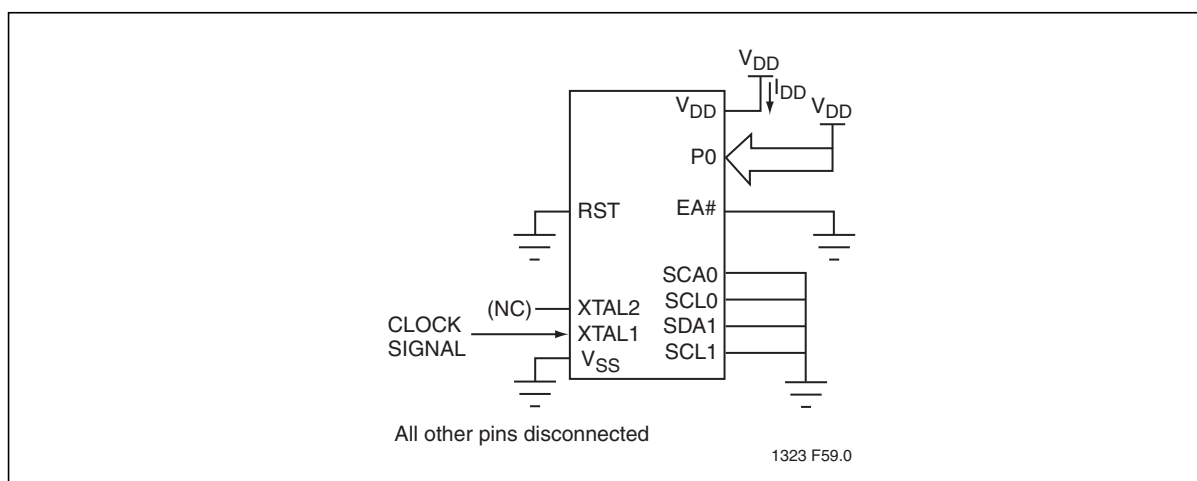 VDD
IDD
VDD
VDD
P0
RST
EA#
SCA0
(NC)
XTAL2
SCL0
CLOCK
SIGNAL
XTAL1
SDA1
VSS
SCL1
All other pins disconnected
1323 F59.0